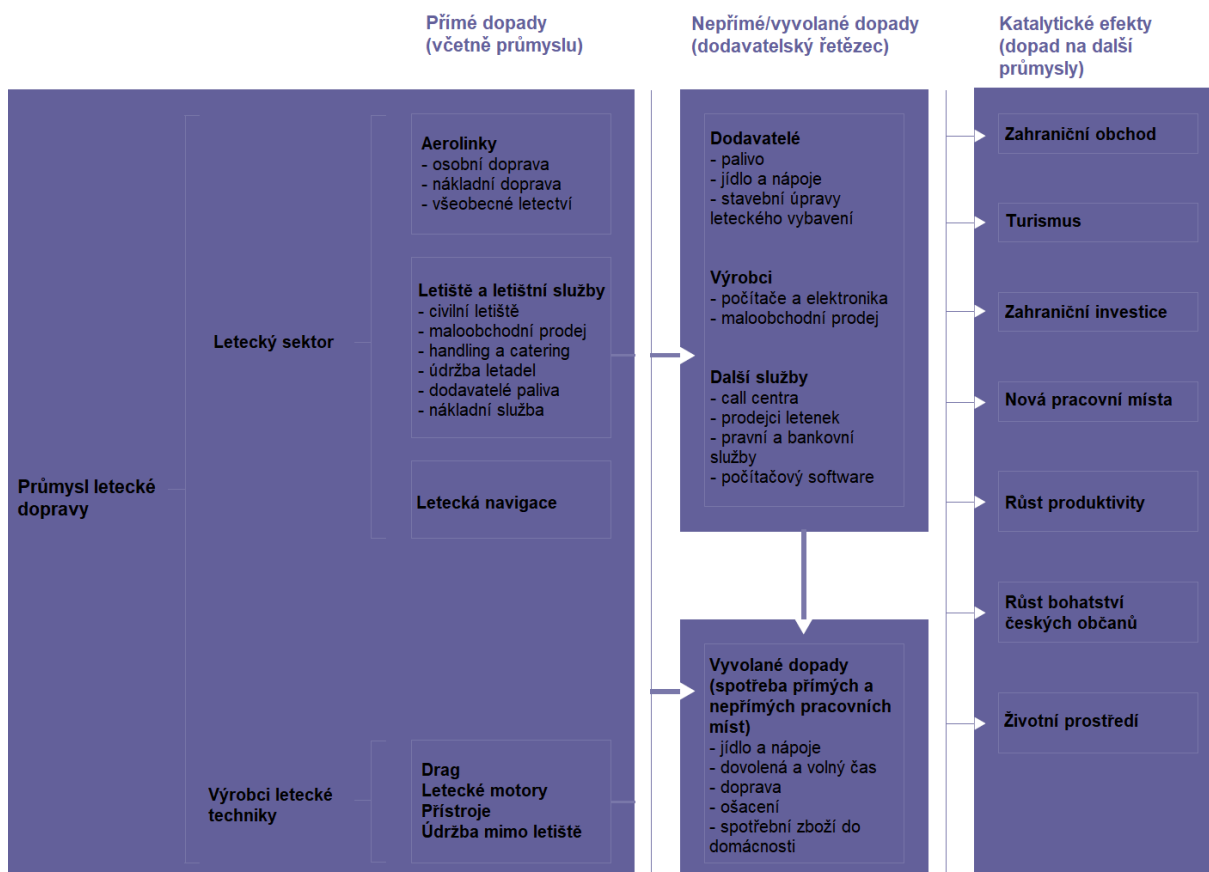 Přímé dopady
(včetně průmyslu)
Nepřímé/vyvolané dopady
(dodavatelský řetězec)
Katalytické efekty
(dopad na další
průmysly)
Průmysl letecké
dopravy
Letecký sektor
Aerolinky
- osobní doprava
- nákladní doprava
- všeobecné letectví
Letiště a letištní služby
- civilní letiště
- maloobchodní prodej
- handling a catering
- údržba letadel
- dodavatelé paliva
- nákladní služba
Letecká navigace
Výrobci letecké
techniky
Drag
Letecké motory
Přístroje
Údržba mimo letiště
Dodavatelé
- palivo
- jídlo a nápoje
- stavební úpravy
leteckého vybavení
Výrobci
- počítače a elektronika
- maloobchodní prodej
Další služby
- call centra
- prodejci letenek
- pravní a bankovní
služby
- počítačový software
Vyvolané dopady
(spotřeba přímých a
nepřímých pracovních
míst)
- jídlo a nápoje
- dovolená a volný čas
- doprava
- ošacení
- spotřební zboží do
domácnosti
Zahraniční obchod
Turismus
Zahraniční investice
Nová pracovní místa
Růst produktivity
Růst bohatství
českých občanů
Životní prostředí